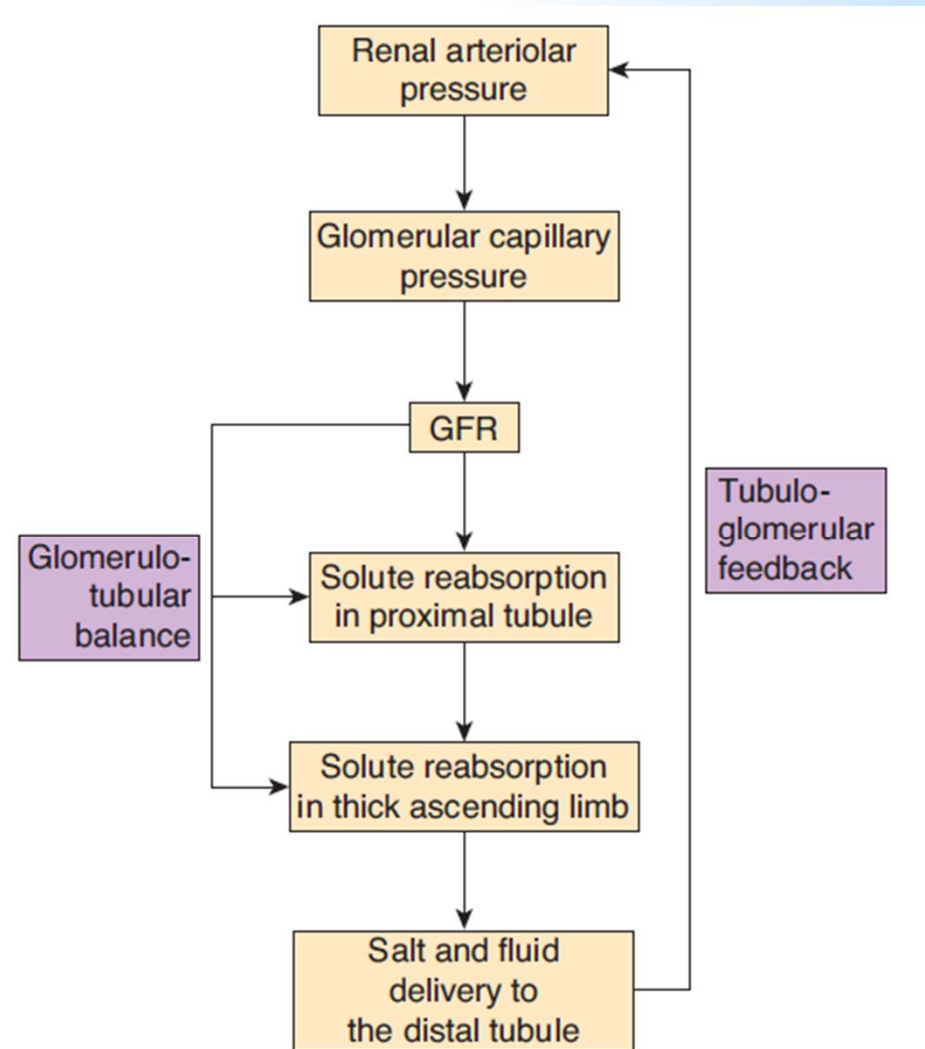 Renal arteriolar
pressure
Glomerular capillary
pressure
GFR
Tubulo-
glomerular
feedback
Glomerulo-
tubular
balance
Solute reabsorption
in proximal tubule
Solute reabsorption
in thick ascending limb
Salt and fluid
delivery to
the distal tubule